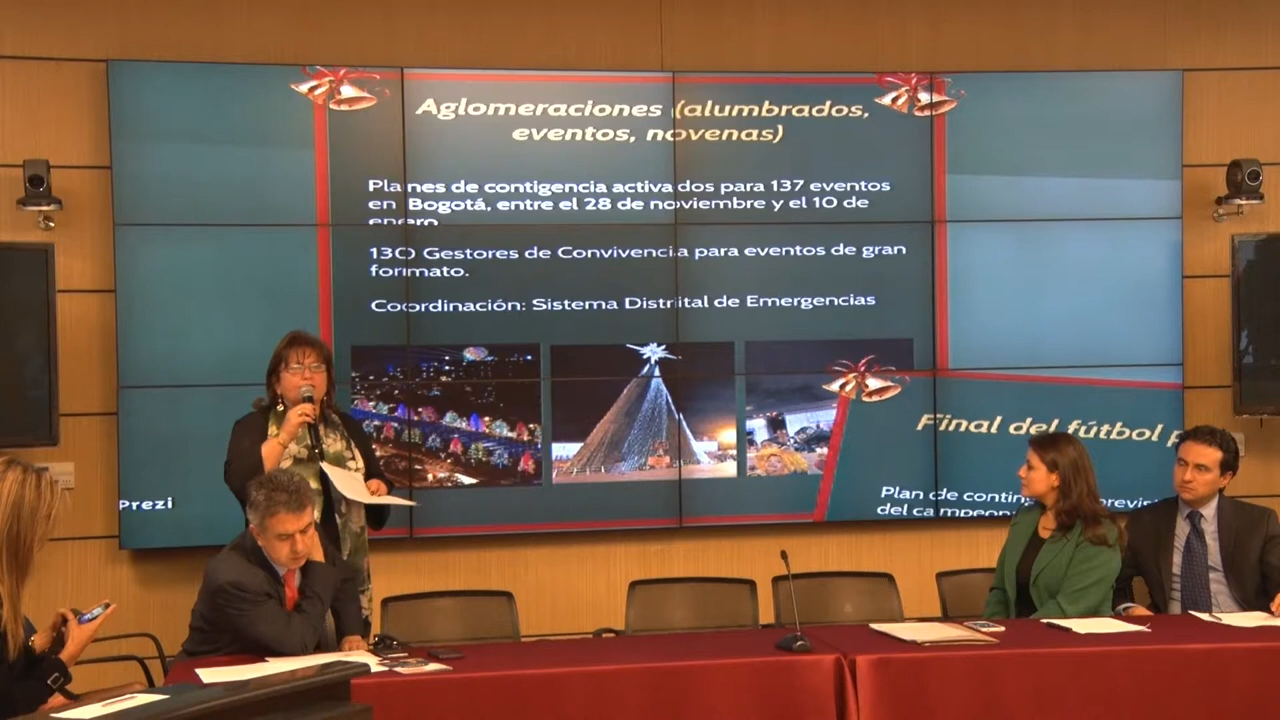 Aglomeraciones (alumbrados,
eventos, novenas)
Planes de contigencia activados para 137 eventos
en Bogotá, entre el 28 de noviembre y el 10 de
enero
130 Gestores de Convivencia para eventos de gran
formato.
Coordinación: Sistema Distrital de Emergencias
Final del fútbol
Plan de
del
Prezi